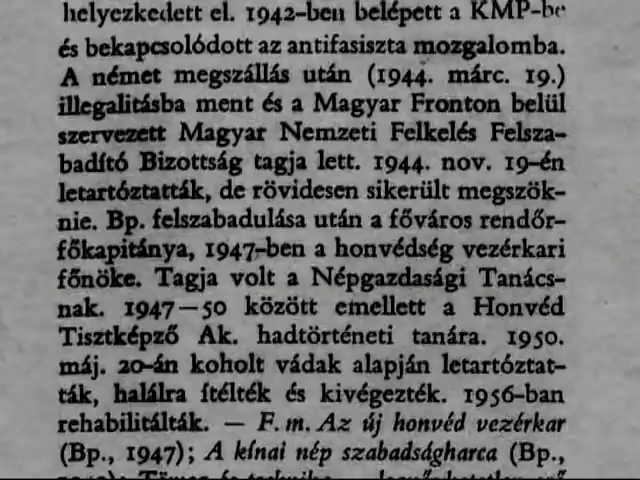 helyezkedett el. 1942-ben belépett a KMP-be
és bekapcsolódott az antifasiszta mozgalomba.
A német megszállás után (1944. márc. 19.)
illegalitásba ment és a Magyar Fronton belül
szervezett Magyar Nemzeti Felkelés Felsza-
badító Bizottság tagja lett. 1944. nov. 19-én
letartóztatták, de rövidesen sikerült megszök-
nie. Bp. felszabadulása után a főváros rendőr-
főkapitánya, 1947-ben a honvédség vezérkari
főnöke. Tagja volt a Népgazdasági Tanács-
nak. 1947—50 között emellett a Honvéd
Tisztképző Ak. hadtörténeti tanára. 1950.
máj. 20-án koholt vádak alapján letartóztat-
ták, halálra ítélték és kivégezték. 1956-ban
rehabilitálták. — F. m. Az új honvéd vezérkar
(Bp., 1947); A kínai nép szabadságharca (Bp.,